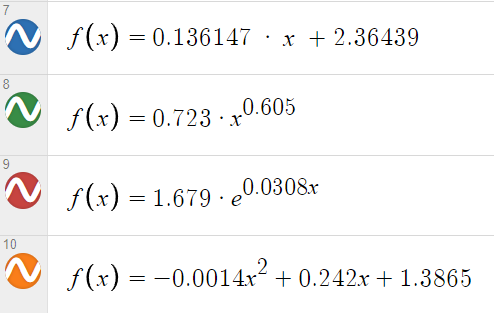 7
f(x) = 0.136147 · x + 2.36439
8
f(x) = 0.723 · x^0.605
9
f(x) = 1.679 · e^0.0308x
10
f(x) = −0.0014x² + 0.242x + 1.3865